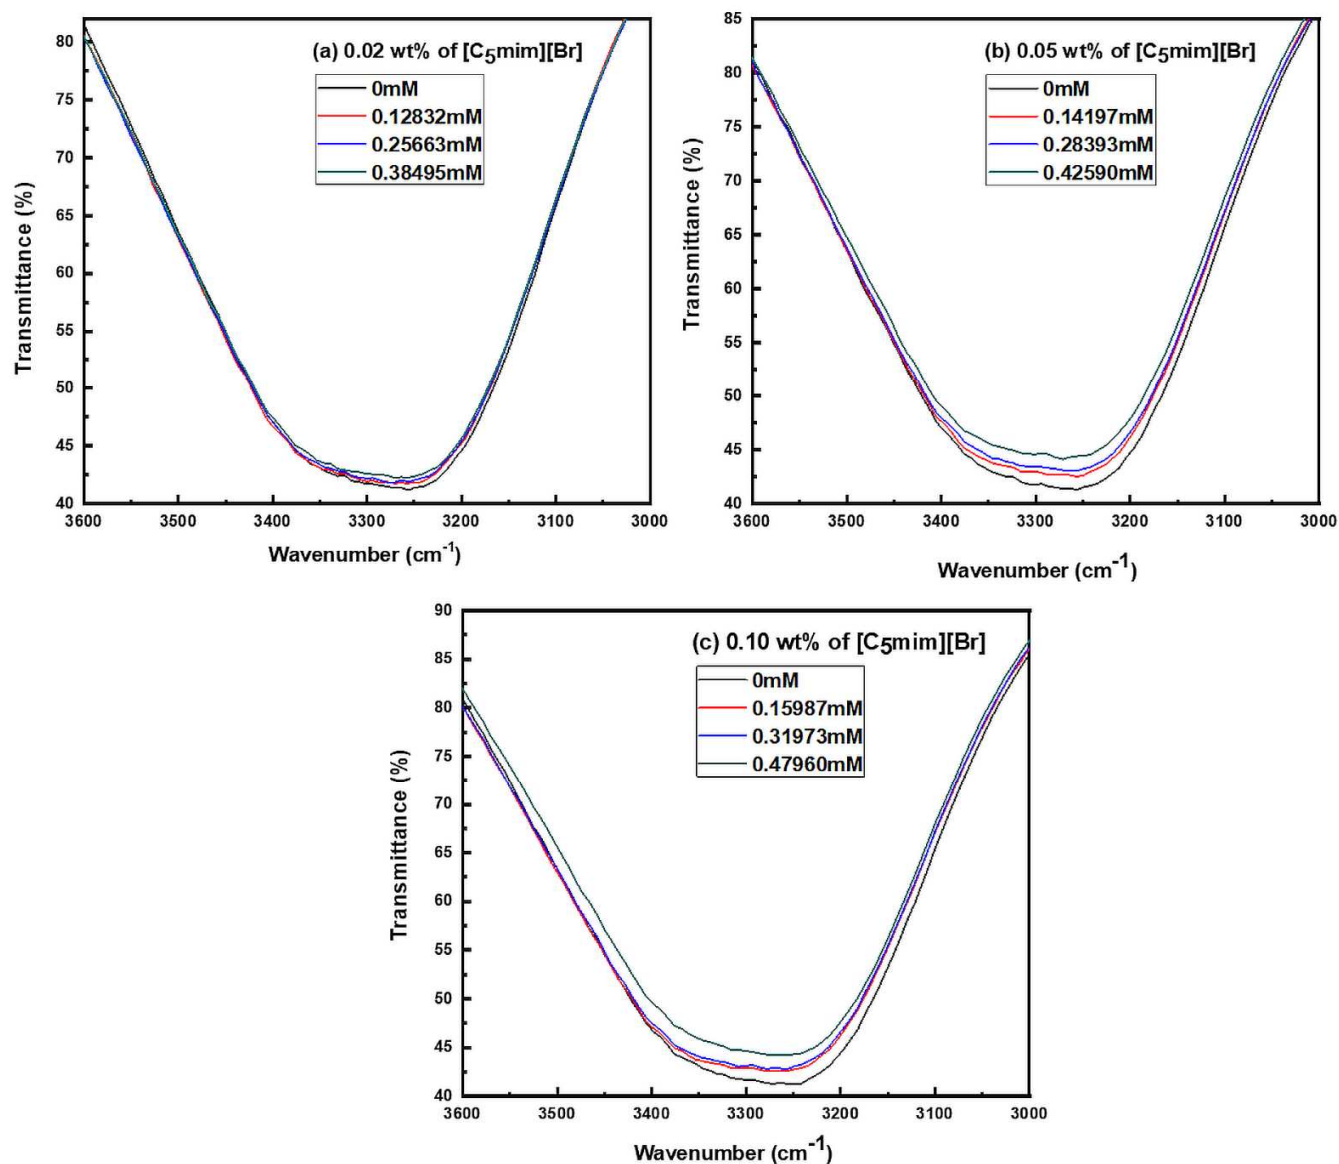 (a) 0.02 wt% of [C5mim][Br]
0mM
0.12832mM
0.25663mM
0.38495mM
Transmittance (%)
80
75
70
65
60
55
50
45
40
3600
3500
3400
3300
3200
3100
3000
Wavenumber (cm-1)
(b) 0.05 wt% of [C5mim][Br]
0mM
0.14197mM
0.28393mM
0.42590mM
Transmittance (%)
85
80
75
70
65
60
55
50
45
40
3600
3500
3400
3300
3200
3100
3000
Wavenumber (cm-1)
(c) 0.10 wt% of [C5mim][Br]
0mM
0.15987mM
0.31973mM
0.47960mM
Transmittance (%)
90
85
80
75
70
65
60
55
50
45
40
3600
3500
3400
3300
3200
3100
3000
Wavenumber (cm-1)